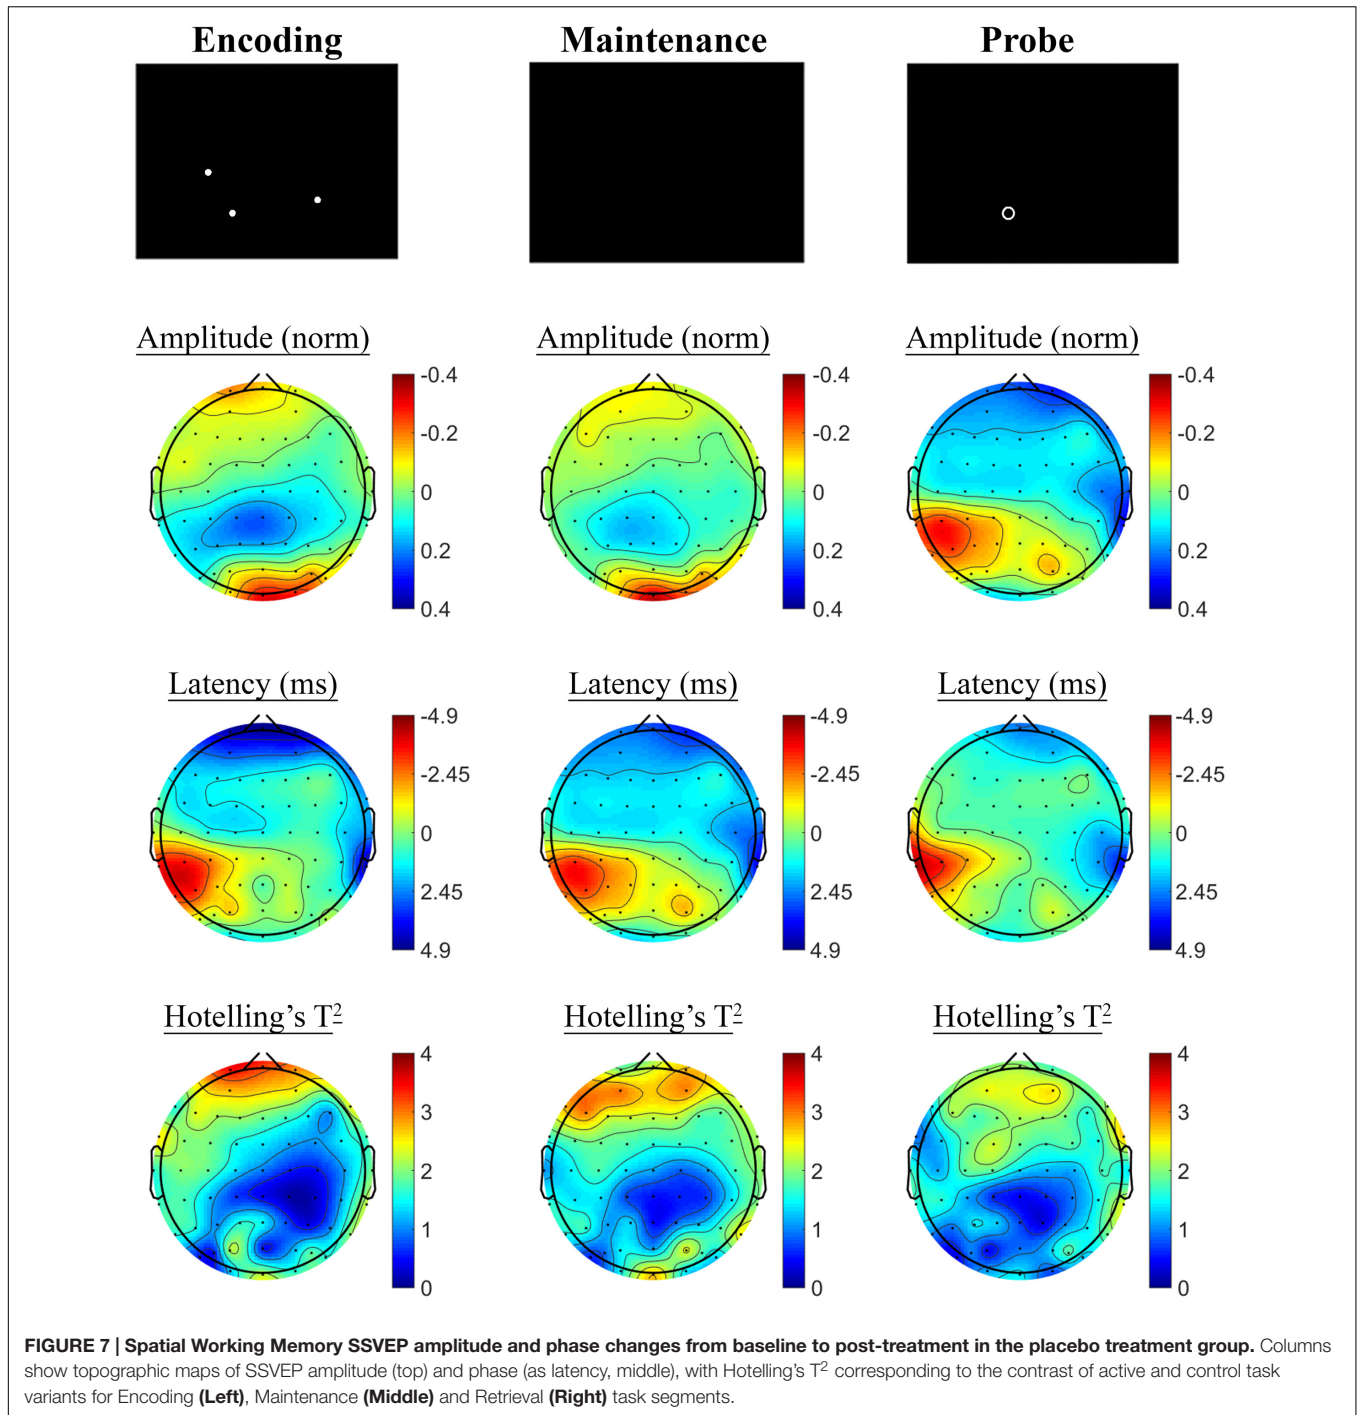 Encoding Maintenance Probe
Amplitude (norm) Amplitude (norm) Amplitude (norm)
-0.4 -0.4 -0.4
-0.2 -0.2 -0.2
0 0 0
0.2 0.2 0.2
0.4 0.4 0.4
Latency (ms) Latency (ms) Latency (ms)
-4.9 -4.9 -4.9
-2.45 -2.45 -2.45
0 0 0
2.45 2.45 2.45
4.9 4.9 4.9
Hotelling's T² Hotelling's T² Hotelling's T²
4 4 4
3 3 3
2 2 2
1 1 1
0 0 0
FIGURE 7 | Spatial Working Memory SSVEP amplitude and phase changes from baseline to post-treatment in the placebo treatment group. Columns
show topographic maps of SSVEP amplitude (top) and phase (as latency, middle), with Hotelling's T² corresponding to the contrast of active and control task
variants for Encoding (Left), Maintenance (Middle) and Retrieval (Right) task segments.